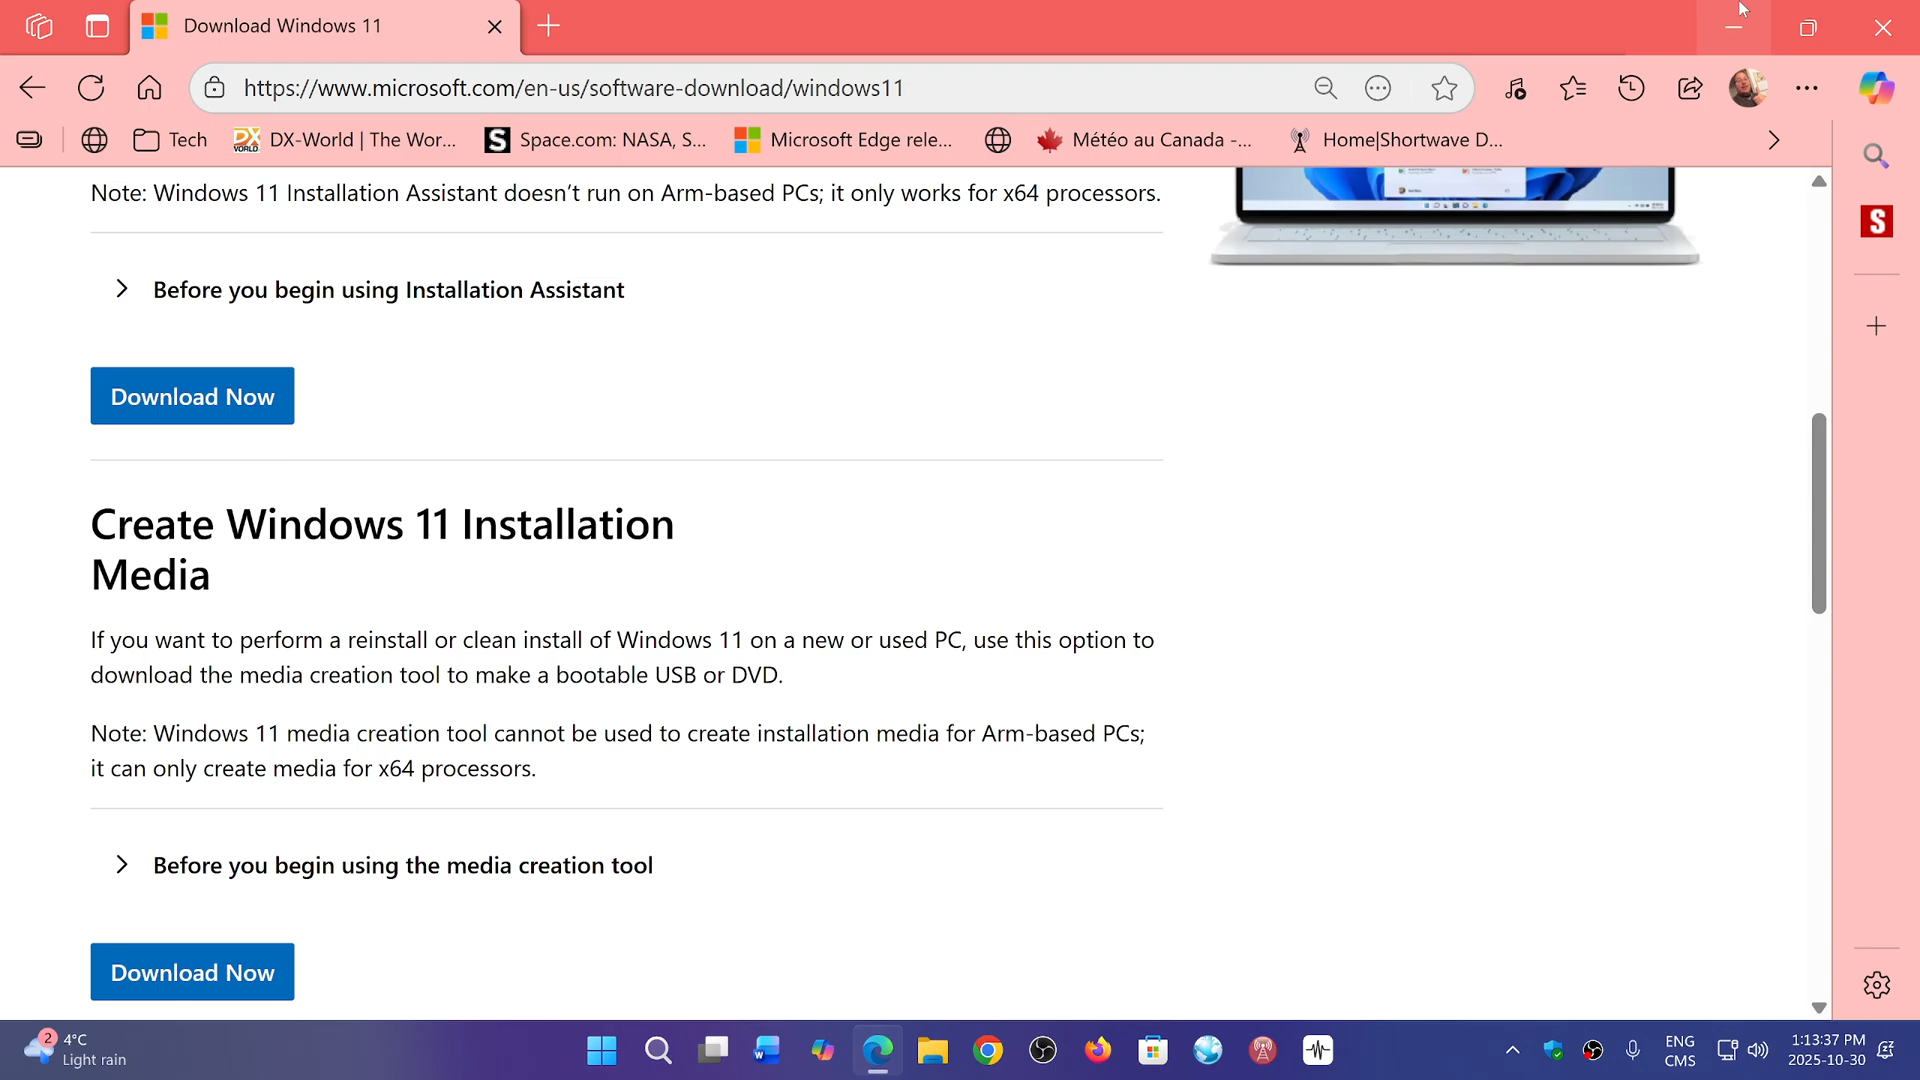 Download Windows 11
https://www.microsoft.com/en-us/software-download/windows11
Tech
DX WORLD
DX-World | The Wor...
S
Space.com: NASA, S...
Microsoft Edge rele...
Météo au Canada -...
Home|Shortwave D...
S
Note: Windows 11 Installation Assistant doesn’t run on Arm-based PCs; it only works for x64 processors.
Before you begin using Installation Assistant
Download Now
Create Windows 11 Installation
Media
If you want to perform a reinstall or clean install of Windows 11 on a new or used PC, use this option to
download the media creation tool to make a bootable USB or DVD.
Note: Windows 11 media creation tool cannot be used to create installation media for Arm-based PCs;
it can only create media for x64 processors.
Before you begin using the media creation tool
Download Now
2
4°C
Light rain
W
ENG
CMS
1:13:37 PM
2025-10-30